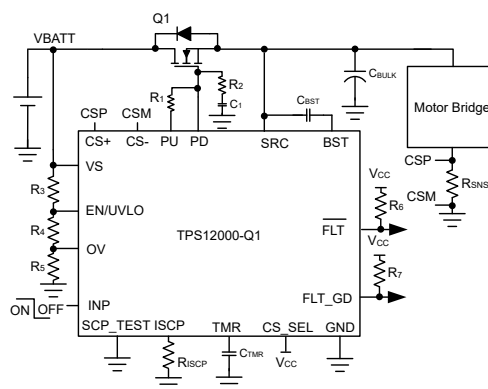 Q1
VBATT
R2
R1
C1
CBULK
CBST
Motor Bridge
CSP
CSM
CS+
CS-
PU
PD
SRC
BST
VS
CSP
RSNS
CSM
R3
EN/UVLO
R4
OV
R5
TPS12000-Q1
VCC
R6
FLT
VCC
R7
FLT_GD
ON
OFF
INP
SCP_TEST
ISCP
TMR
CS_SEL
GND
RISCP
CTMR
VCC